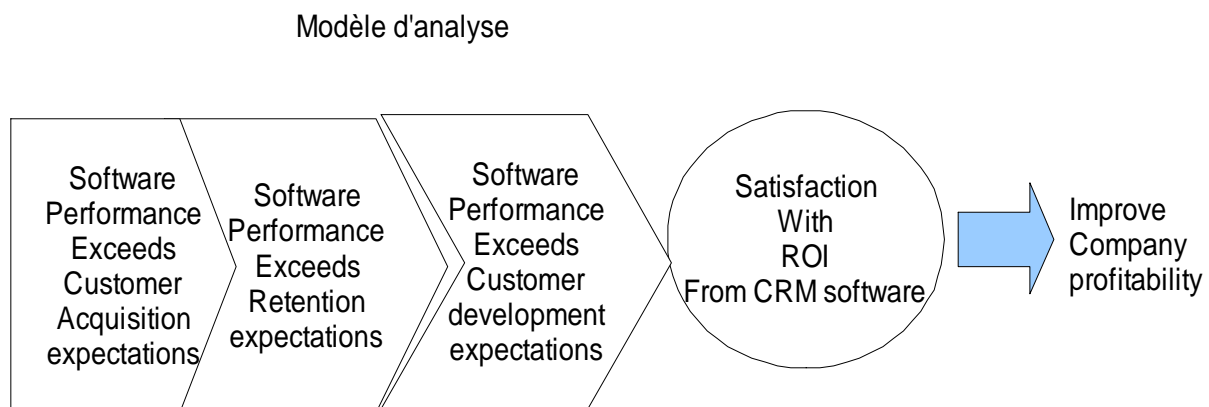 Modèle d'analyse
Software
Performance
Exceeds
Customer
Acquisition
expectations
Software
Performance
Exceeds
Retention
expectations
Software
Performance
Exceeds
Customer
development
expectations
Satisfaction
With
ROI
From CRM software
Improve
Company
profitability